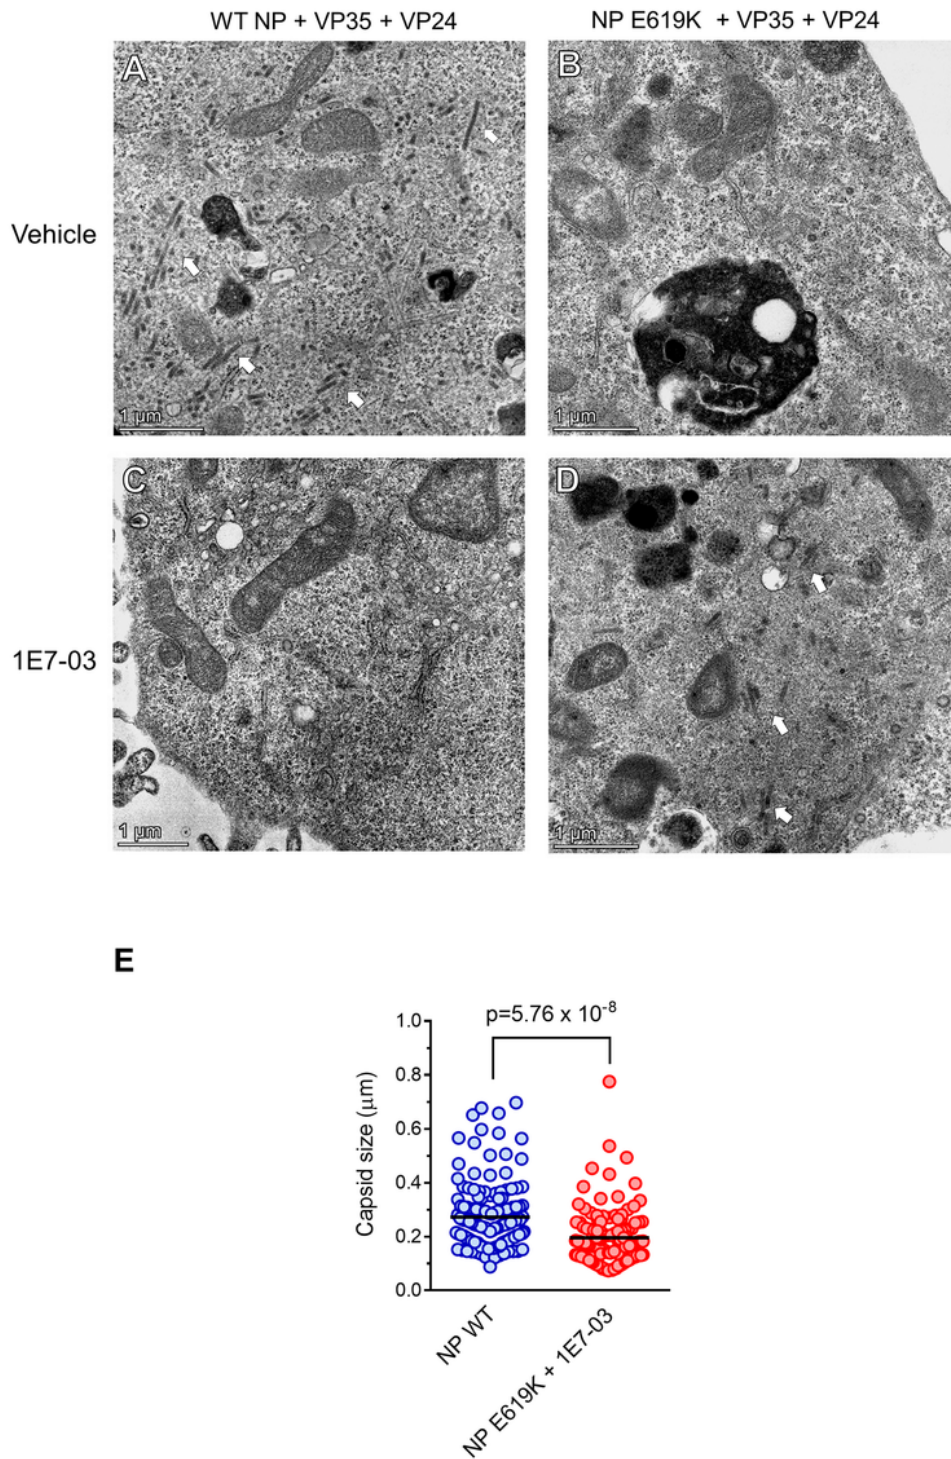 WT NP + VP35 + VP24
NP E619K + VP35 + VP24
Vehicle
A
1 μm
B
1 μm
1E7-03
C
1 μm
D
1 μm
E
p=5.76 x 10⁻⁸
Capsid size (μm)
1.0
0.8
0.6
0.4
0.2
0.0
NP WT
NP E619K + 1E7-03